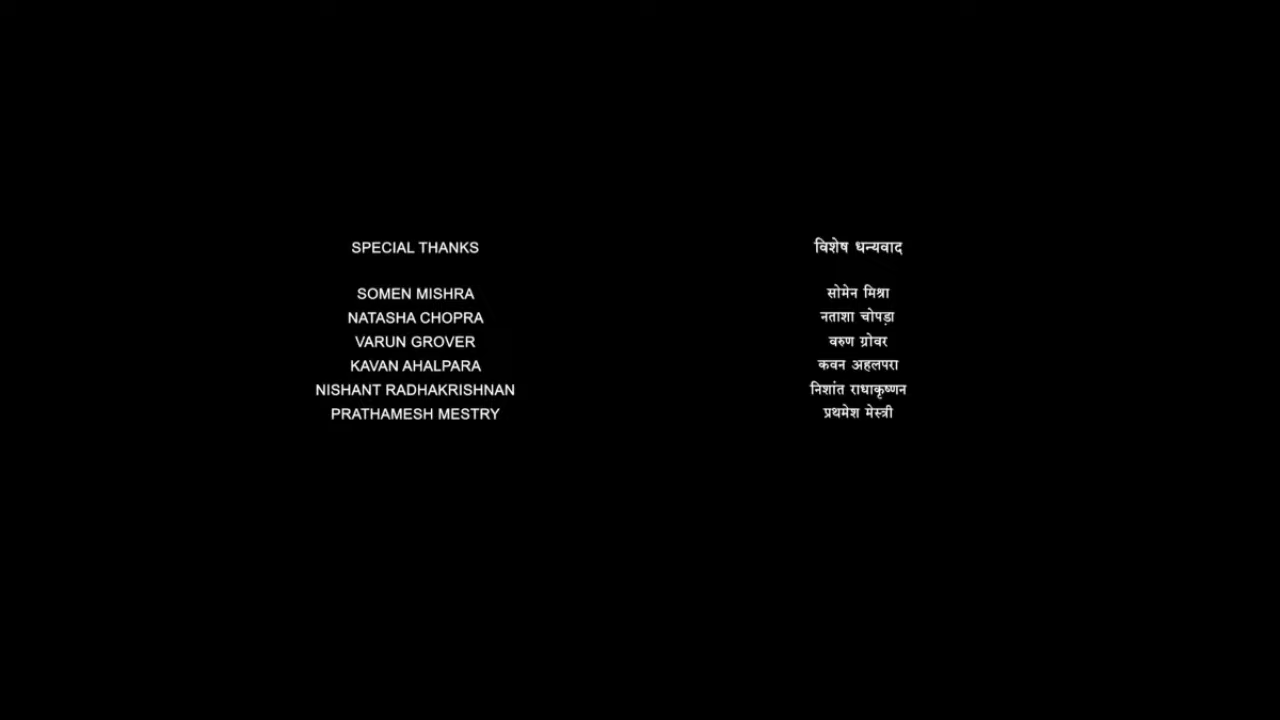 SPECIAL THANKS
SOMEN MISHRA
NATASHA CHOPRA
VARUN GROVER
KAVAN AHALPARA
NISHANT RADHAKRISHNAN
PRATHAMESH MESTRY
विशेष धन्यवाद
सोमेन मिश्रा
नताशा चोपड़ा
वरुण ग्रोवर
कवन अहलपरा
निशांत राधाकृष्णन
प्रथमेश मेस्त्री